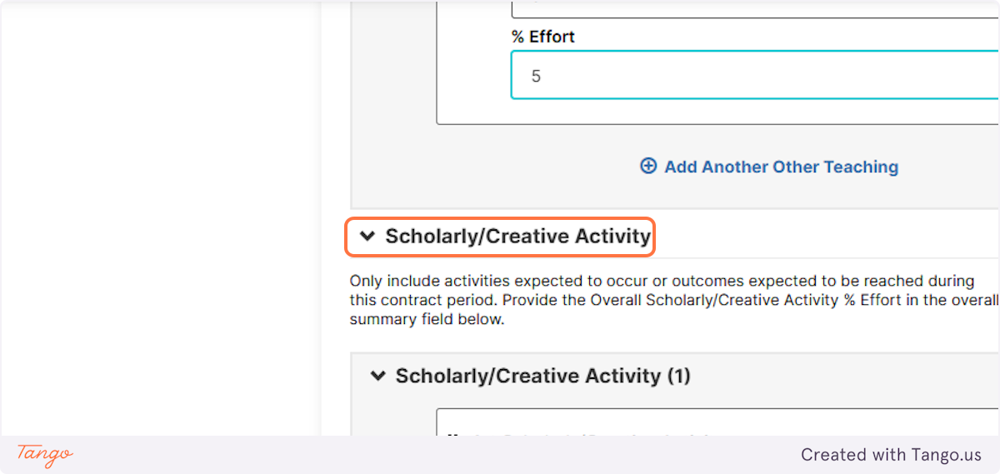 % Effort
5
Add Another Other Teaching
Scholarly/Creative Activity
Only include activities expected to occur or outcomes expected to be reached during
this contract period. Provide the Overall Scholarly/Creative Activity % Effort in the overall
summary field below.
Scholarly/Creative Activity (1)
Tango
Created with Tango.us